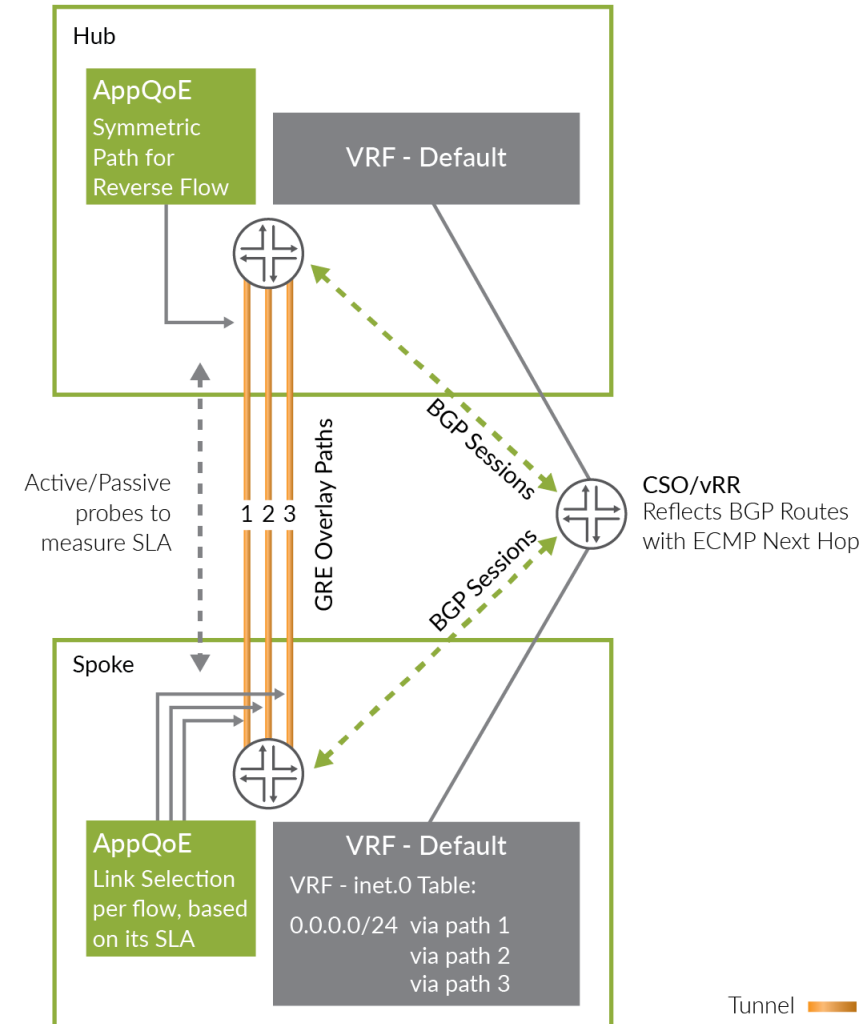 Hub
AppQoE
Symmetric
Path for
Reverse Flow
VRF - Default
BGP Sessions
Active/Passive
probes to
measure SLA
1 2 3
GRE Overlay Paths
CSO/vRR
Reflects BGP Routes
with ECMP Next Hop
BGP Sessions
Spoke
AppQoE
Link Selection
per flow, based
on its SLA
VRF - Default
VRF - inet.0 Table:
0.0.0.0/24 via path 1
via path 2
via path 3
Tunnel